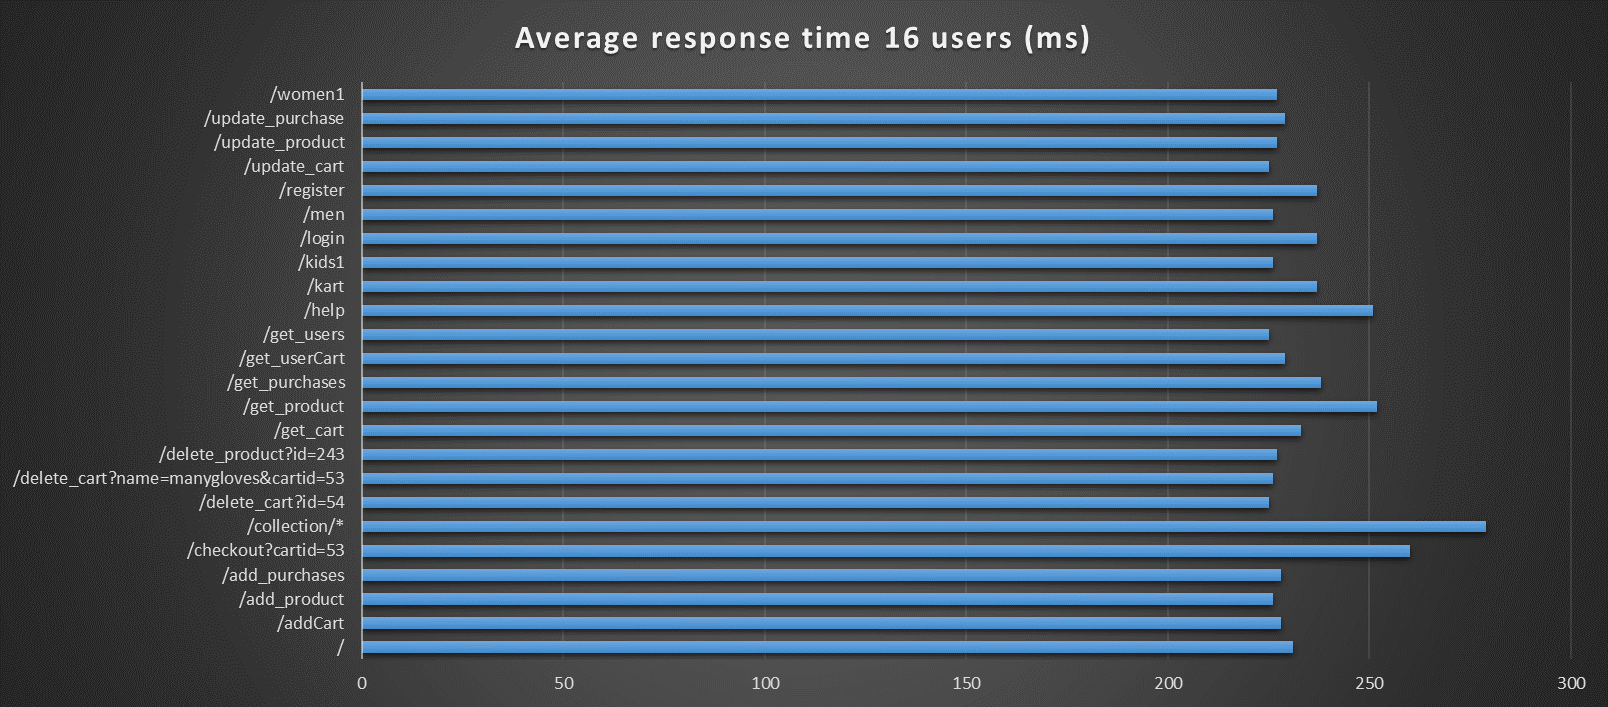 Average response time 16 users (ms)
/women1
/update_purchase
/update_product
/update_cart
/register
/men
/login
/kids1
/kart
/help
/get_users
/get_userCart
/get_purchases
/get_product
/get_cart
/delete_product?id=243
/delete_cart?name=manygloves&cartid=53
/delete_cart?id=54
/collection/*
/checkout?cartid=53
/add_purchases
/add_product
/addCart
/
0 50 100 150 200 250 300